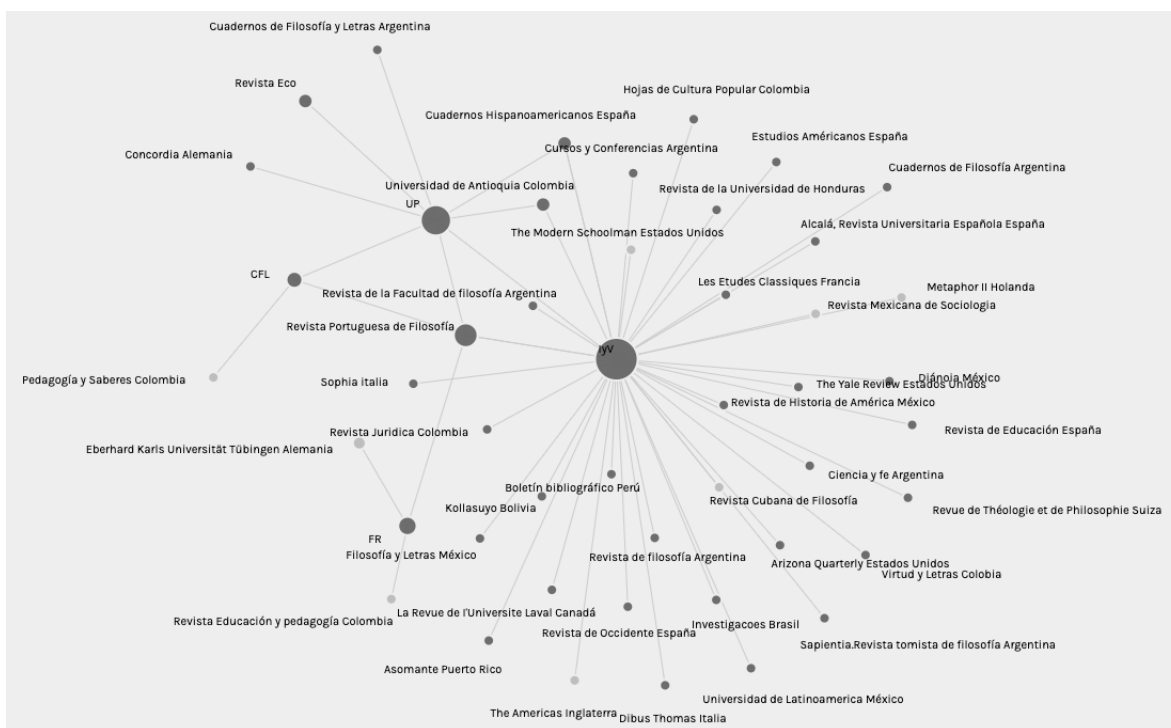 Cuadernos de Filosofía y Letras Argentina
Revista Eco
Hojas de Cultura Popular Colombia
Cuadernos Hispanoamericanos España
Estudios Américanos España
Concordia Alemania
Cursos y Conferencias Argentina
Cuadernos de Filosofía Argentina
Universidad de Antioquia Colombia
Revista de la Universidad de Honduras
UP
Alcalá, Revista Universitaria Española España
The Modern Schoolman Estados Unidos
CFL
Les Etudes Classiques Francia
Metaphor II Holanda
Revista de la Facultad de filosofía Argentina
Revista Mexicana de Sociologia
Revista Portuguesa de Filosofía
IyV
Pedagogía y Saberes Colombia
Sophia italia
Diánoia México
The Yale Review Estados Unidos
Revista de Historia de América México
Revista Juridica Colombia
Revista de Educación España
Eberhard Karls Universität Tübingen Alemania
Ciencia y fe Argentina
Boletín bibliográfico Perú
Revista Cubana de Filosofía
Kollasuyo Bolivia
Revue de Théologie et de Philosophie Suiza
FR
Filosofía y Letras México
Revista de filosofía Argentina
Arizona Quarterly Estados Unidos
Virtud y Letras Colobia
La Revue de l'Universite Laval Canadá
Revista Educación y pedagogía Colombia
Investigacoes Brasil
Revista de Occidente España
Sapientia.Revista tomista de filosofía Argentina
Asomante Puerto Rico
Universidad de Latinoamerica México
The Americas Inglaterra
Dibus Thomas Italia